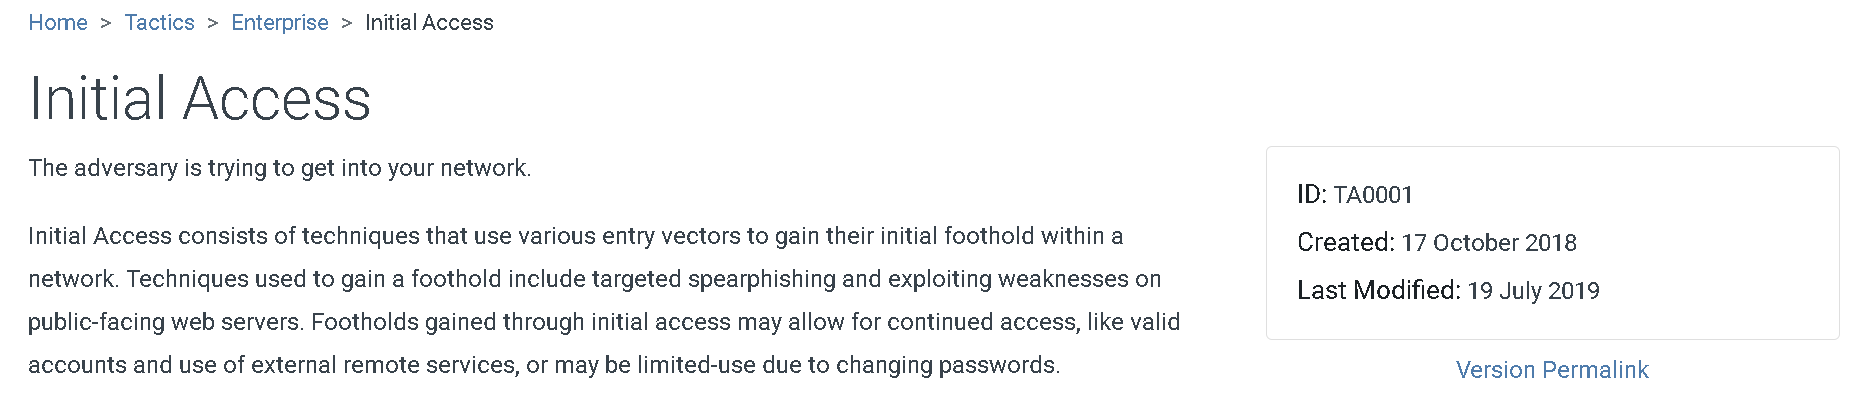 Home > Tactics > Enterprise > Initial Access
Initial Access
The adversary is trying to get into your network.
Initial Access consists of techniques that use various entry vectors to gain their initial foothold within a
network. Techniques used to gain a foothold include targeted spearphishing and exploiting weaknesses on
public-facing web servers. Footholds gained through initial access may allow for continued access, like valid
accounts and use of external remote services, or may be limited-use due to changing passwords.
ID: TA0001
Created: 17 October 2018
Last Modified: 19 July 2019
Version Permalink